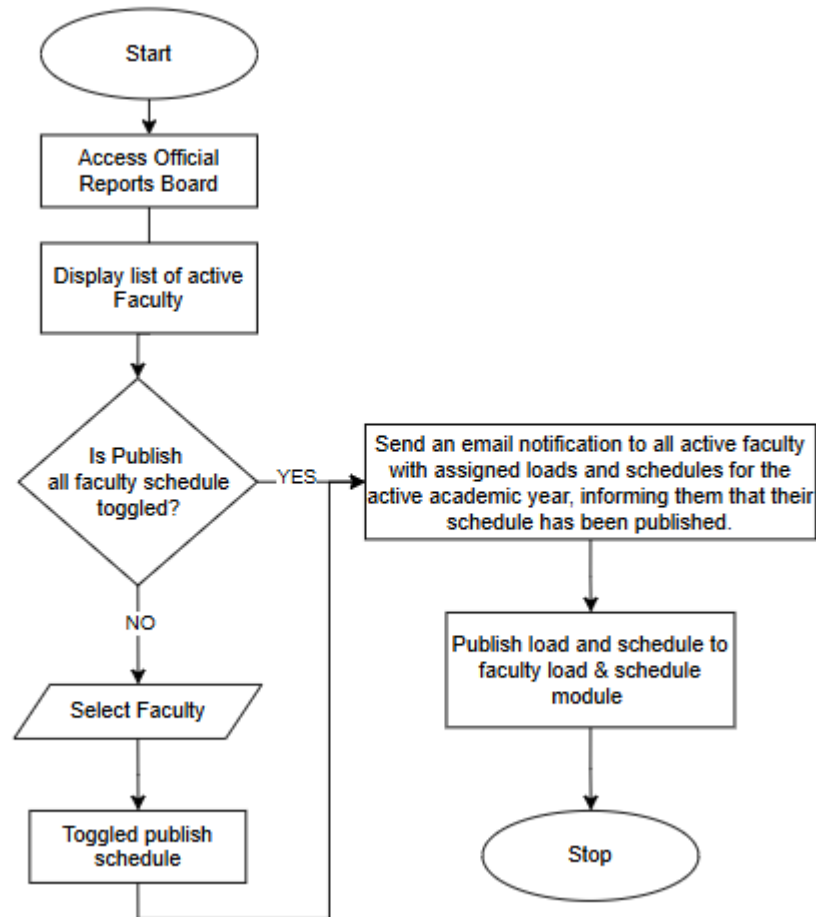 Start
Access Official
Reports Board
Display list of active
Faculty
Is Publish
all faculty schedule
toggled?
YES
NO
Select Faculty
Toggled publish
schedule
Send an email notification to all active faculty
with assigned loads and schedules for the
active academic year, informing them that their
schedule has been published.
Publish load and schedule to
faculty load & schedule
module
Stop